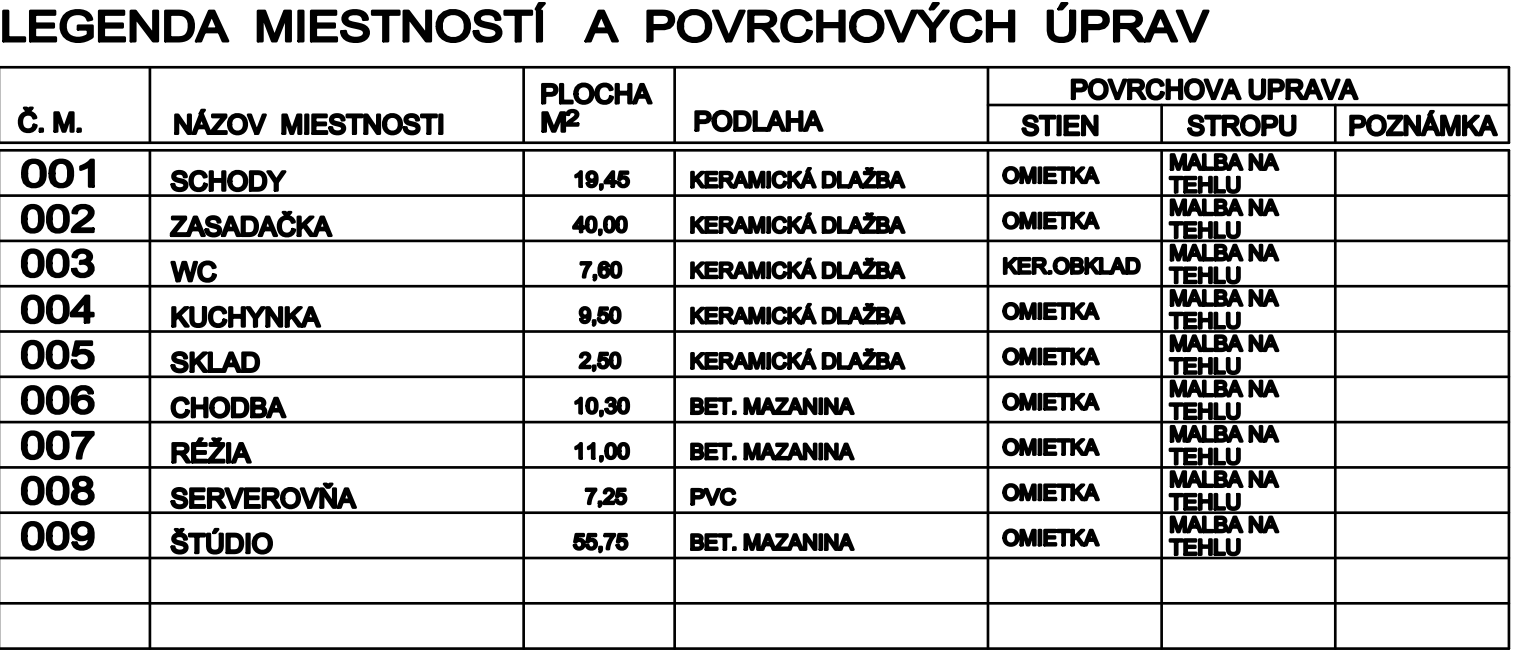 LEGENDA MIESTNOSTÍ A POVRCHOVÝCH ÚPRAV
Č. M. NÁZOV MIESTNOSTI PLOCHA M2 PODLAHA POVRCHOVA UPRAVA
STIEN STROPU POZNÁMKA
001 SCHODY 19,45 KERAMICKÁ DLAŽBA OMIETKA MALBA NA TEHLU
002 ZASADAČKA 40,00 KERAMICKÁ DLAŽBA OMIETKA MALBA NA TEHLU
003 WC 7,60 KERAMICKÁ DLAŽBA KER.OBKLAD MALBA NA TEHLU
004 KUCHYNKA 9,50 KERAMICKÁ DLAŽBA OMIETKA MALBA NA TEHLU
005 SKLAD 2,50 KERAMICKÁ DLAŽBA OMIETKA MALBA NA TEHLU
006 CHODBA 10,30 BET. MAZANINA OMIETKA MALBA NA TEHLU
007 RÉŽIA 11,00 BET. MAZANINA OMIETKA MALBA NA TEHLU
008 SERVEROVŇA 7,25 PVC OMIETKA MALBA NA TEHLU
009 ŠTÚDIO 55,75 BET. MAZANINA OMIETKA MALBA NA TEHLU